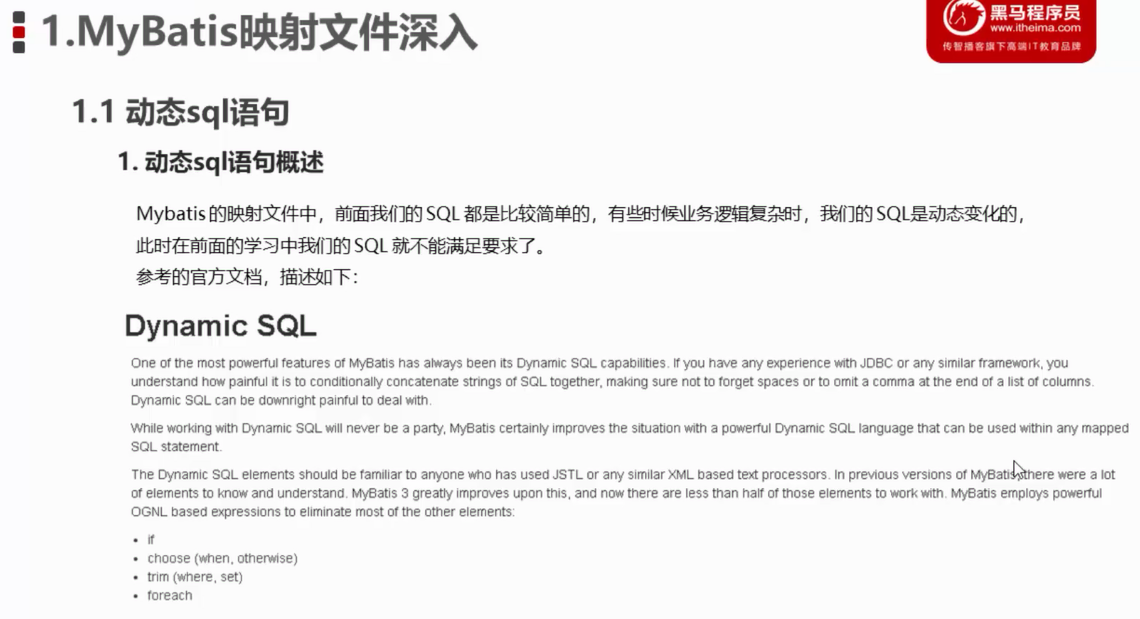 1.MyBatis映射文件深入
黑马程序员
www.itheima.com
传智播客旗下高端IT教育品牌
1.1 动态sql语句
1. 动态sql语句概述
Mybatis 的映射文件中，前面我们的 SQL 都是比较简单的，有些时候业务逻辑复杂时，我们的 SQL是动态变化的，
此时在前面的学习中我们的 SQL 就不能满足要求了。
参考的官方文档，描述如下：
Dynamic SQL
One of the most powerful features of MyBatis has always been its Dynamic SQL capabilities. If you have any experience with JDBC or any similar framework, you
understand how painful it is to conditionally concatenate strings of SQL together, making sure not to forget spaces or to omit a comma at the end of a list of columns.
Dynamic SQL can be downright painful to deal with.
While working with Dynamic SQL will never be a party, MyBatis certainly improves the situation with a powerful Dynamic SQL language that can be used within any mapped
SQL statement.
The Dynamic SQL elements should be familiar to anyone who has used JSTL or any similar XML based text processors. In previous versions of MyBatis, there were a lot
of elements to know and understand. MyBatis 3 greatly improves upon this, and now there are less than half of those elements to work with. MyBatis employs powerful
OGNL based expressions to eliminate most of the other elements:
• if
• choose (when, otherwise)
• trim (where, set)
• foreach